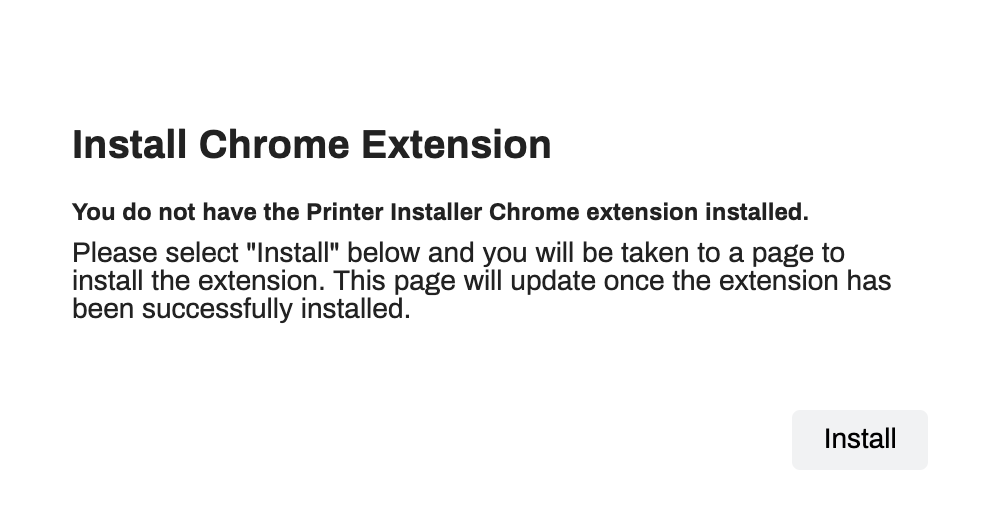 Install Chrome Extension
You do not have the Printer Installer Chrome extension installed.
Please select "Install" below and you will be taken to a page to
install the extension. This page will update once the extension has
been successfully installed.
Install